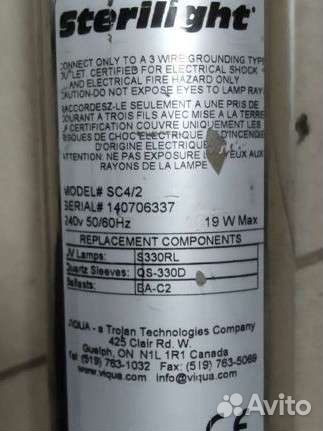 Sterilight®
CONNECT ONLY TO A 3 WIRE GROUNDING TYPE
OUTLET CERTIFIED FOR ELECTRICAL SHOCK
AND ELECTRICAL FIRE HAZARD ONLY
CAUTION-DO NOT EXPOSE EYES TO LAMP RAYS
RACCORDEZ-LE SEULEMENT A UNE PRISE DE
COURANT A TROIS FILS AVEC MISE A LA TERRE
CERTIFICATION COUVRE UNIQUEMENT LES
RISQUES DE CHOC ELECTRIQUE D'INCENDIE
D'ORIGINE ELECTRIQUE
ATTENTION: NE PAS EXPOSER LES YEUX AUX
RAYONS DE LA LAMPE
MODEL# SC4/2
SERIAL# 140706337
240v 50/60Hz 19 W Max
REPLACEMENT COMPONENTS
UV Lamps: S330RL
Quartz Sleeves: QS-330D
Ballasts: BA-C2
VIQUA - a Trojan Technologies Company
425 Clair Rd. W.
Guelph, ON N1L 1R1 Canada
Tel: (519) 763-1032 Fax: (519) 763-5069
www.viqua.com info@viqua.com
CE
Avito